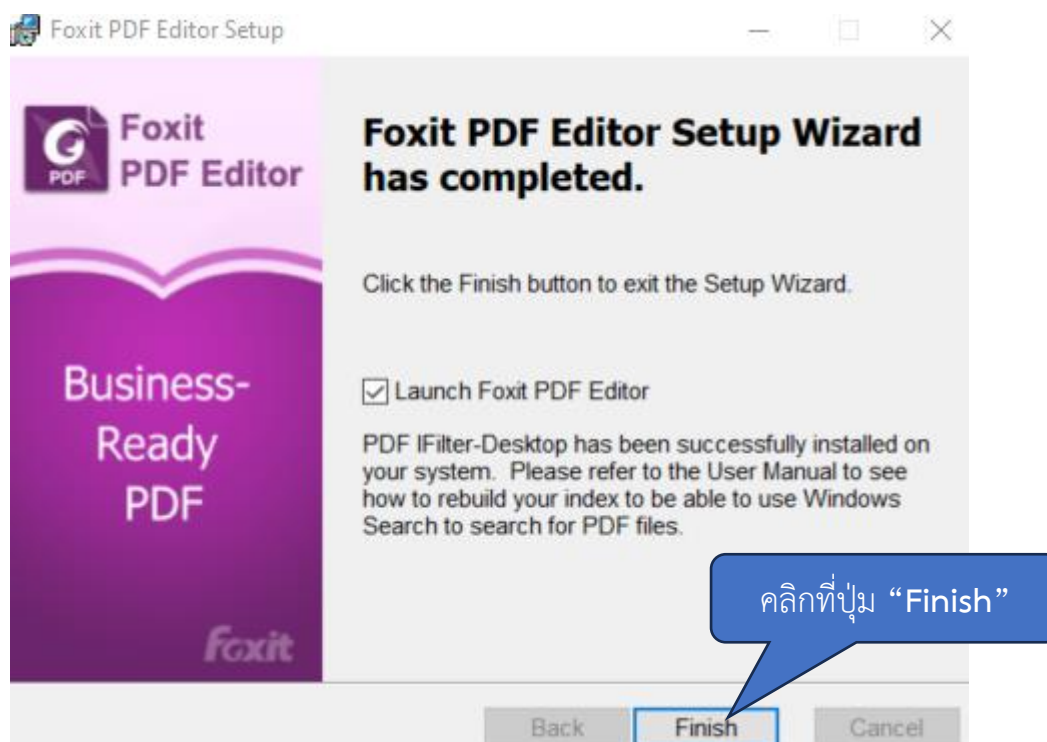 Foxit PDF Editor Setup
Foxit
PDF Editor
PDF
Foxit PDF Editor Setup Wizard
has completed.
Click the Finish button to exit the Setup Wizard.
Business-
Ready
PDF
Launch Foxit PDF Editor
PDF IFilter-Desktop has been successfully installed on
your system. Please refer to the User Manual to see
how to rebuild your index to be able to use Windows
Search to search for PDF files.
คลิกที่ปุ่ม “Finish”
foxit
Back
Finish
Cancel